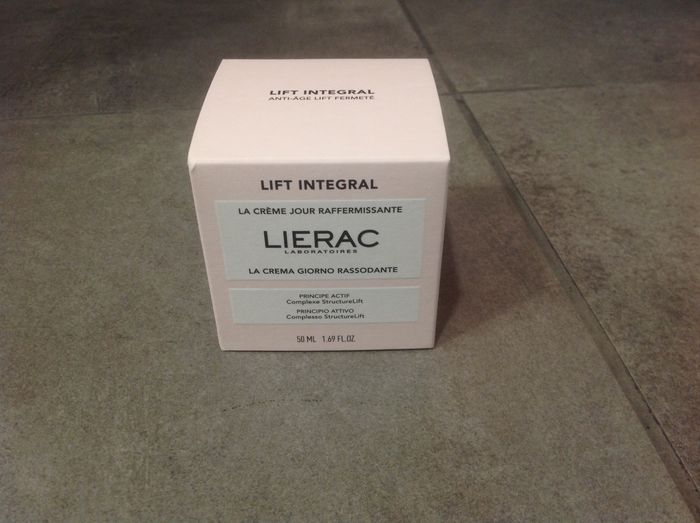 LIFT INTEGRAL
ANTI-ÂGE LIFT FERMETÉ
LIFT INTEGRAL
LA CRÈME JOUR RAFFERMISSANTE
LIERAC
LABORATOIRES
LA CREMA GIORNO RASSODANTE
PRINCIPE ACTIF
Complexe StructureLift
PRINCIPIO ATTIVO
Complesso StructureLift
50 ML 1.69 FL.OZ.